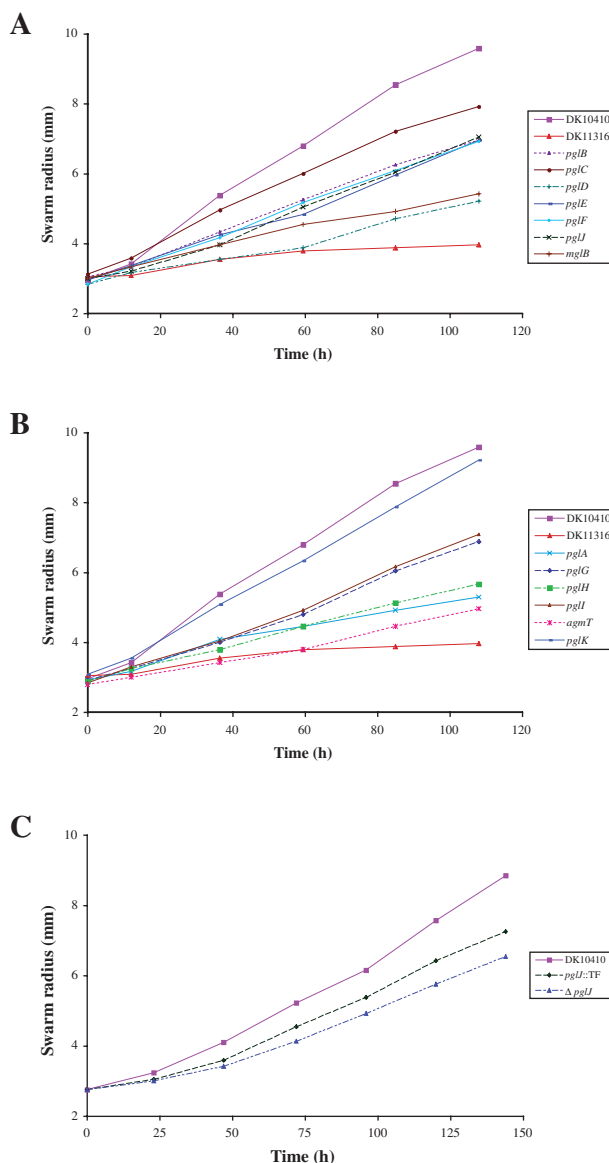 A
10
8
6
4
2
Swarm radius (mm)
0 20 40 60 80 100 120
Time (h)
DK10410
DK11316
pglB
pglC
pglD
pglE
pglF
pglJ
mglB
B
10
8
6
4
2
Swarm radius (mm)
0 20 40 60 80 100 120
Time (h)
DK10410
DK11316
pglA
pglG
pglH
pglI
agmT
pglK
C
10
8
6
4
2
Swarm radius (mm)
0 25 50 75 100 125 150
Time (h)
DK10410
pglJ::TF
Δ pglJ